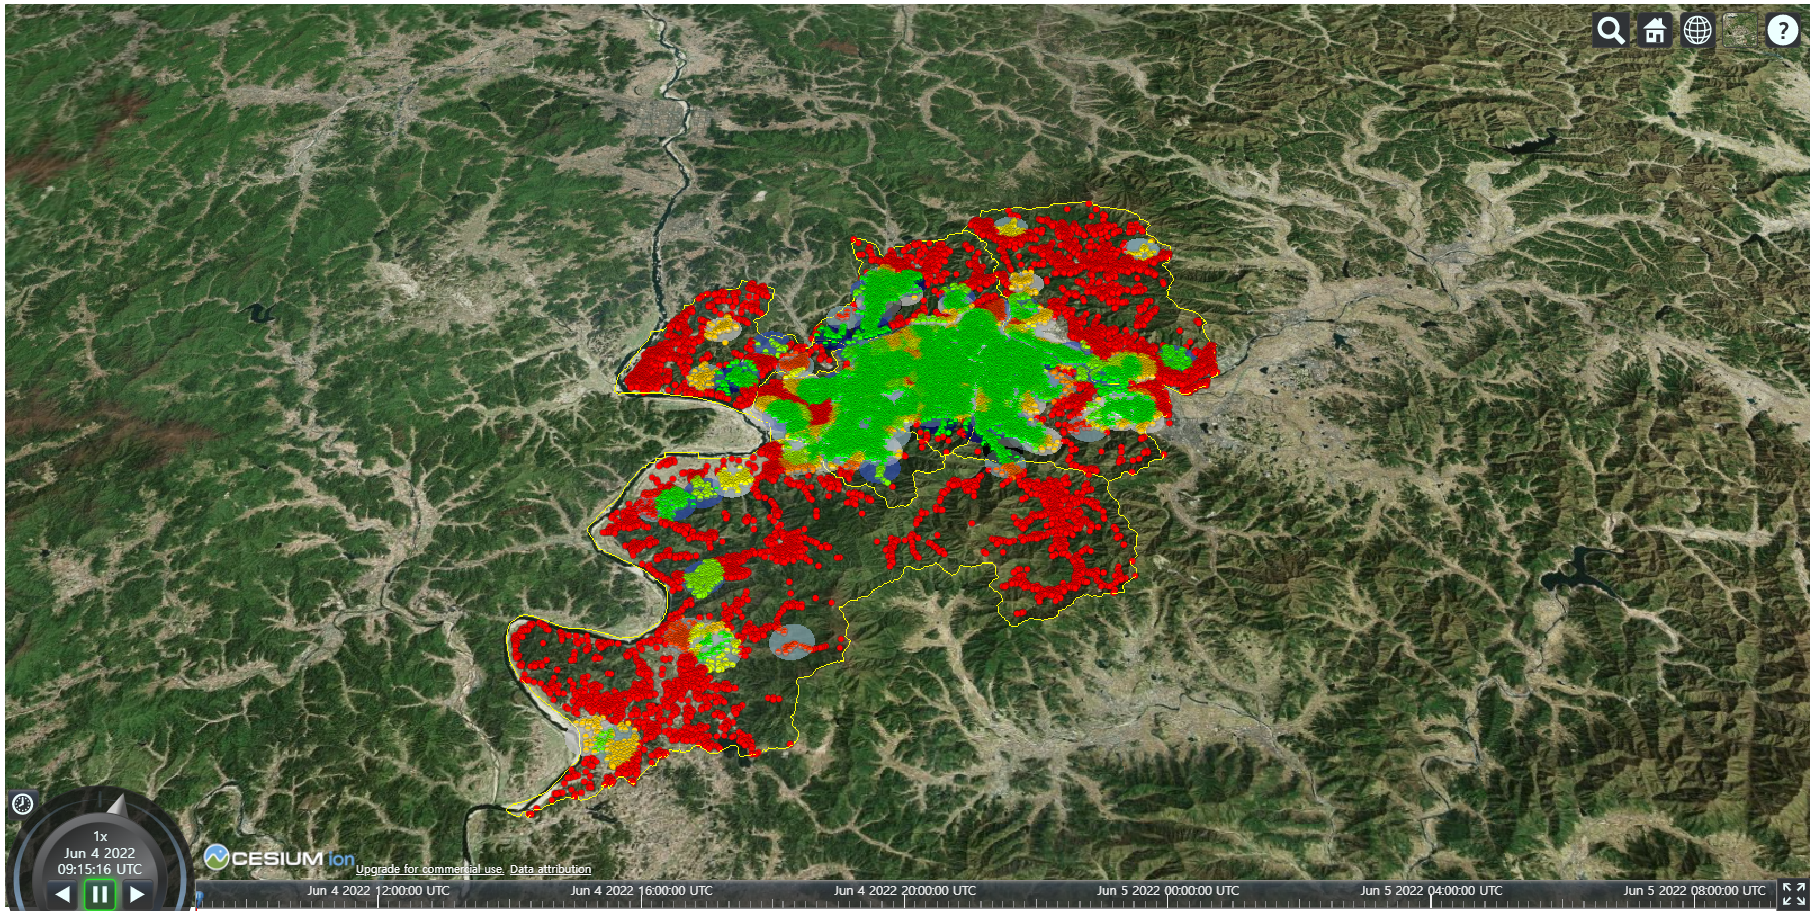 ?
1x
Jun 4 2022
09:15:16 UTC
CESIUM ion
Upgrade for commercial use. Data attribution
Jun 4 2022 12:00:00 UTC
Jun 4 2022 16:00:00 UTC
Jun 4 2022 20:00:00 UTC
Jun 5 2022 00:00:00 UTC
Jun 5 2022 04:00:00 UTC
Jun 5 2022 08:00:00 UTC